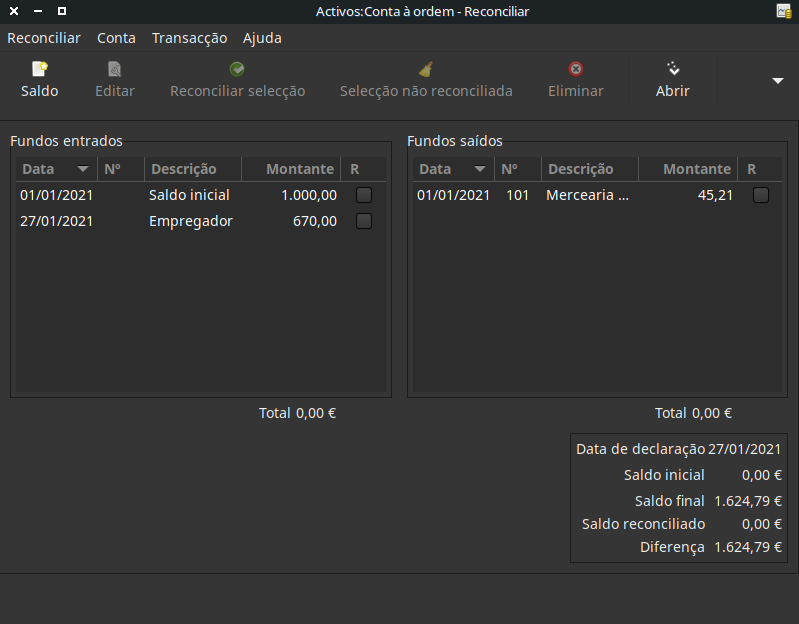 Activos:Conta à ordem - Reconciliar
Reconciliar Conta Transacção Ajuda
Saldo Editar Reconciliar selecção Selecção não reconciliada Eliminar Abrir
Fundos entrados
Data Nº Descrição Montante R
01/01/2021 Saldo inicial 1.000,00
27/01/2021 Empregador 670,00
Total 0,00 €
Fundos saídos
Data Nº Descrição Montante R
01/01/2021 101 Mercearia ... 45,21
Total 0,00 €
Data de declaração 27/01/2021
Saldo inicial 0,00 €
Saldo final 1.624,79 €
Saldo reconciliado 0,00 €
Diferença 1.624,79 €